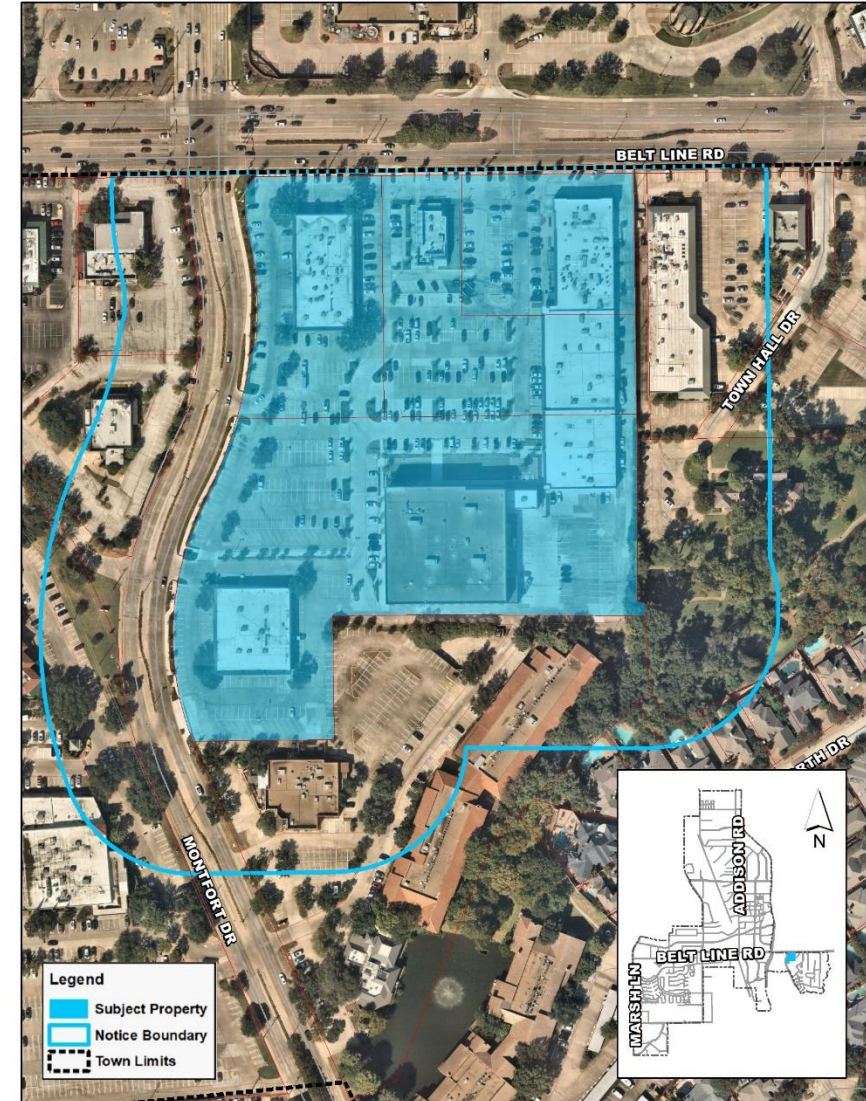 BELT LINE RD
TOWN HALL DR
RTH DR
MONTFORT DR
Legend
Subject Property
Notice Boundary
Town Limits
N
ADDISON RD
BELT LINE RD
MARSH LN